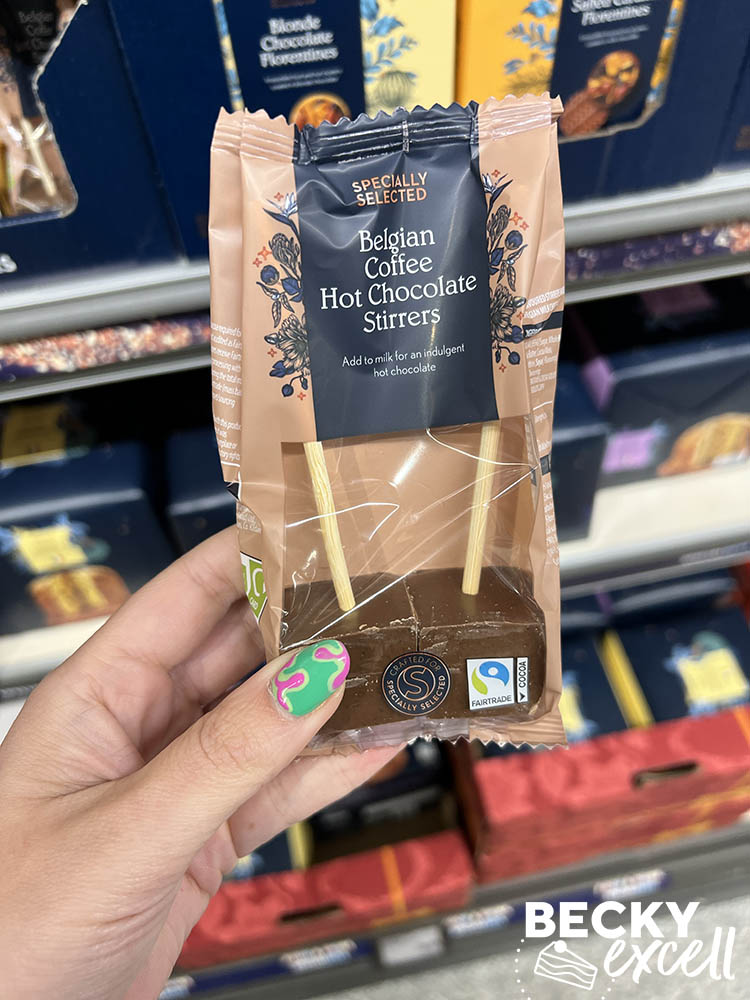 Blonde
Chocolate
Florentines
Florentines
SPECIALLY
SELECTED
Belgian
Coffee
Hot Chocolate
Stirrers
Add to milk for an indulgent
hot chocolate
CRAFTED FOR
SPECIALLY SELECTED
S
FAIRTRADE
COCOA
BECKY
excell